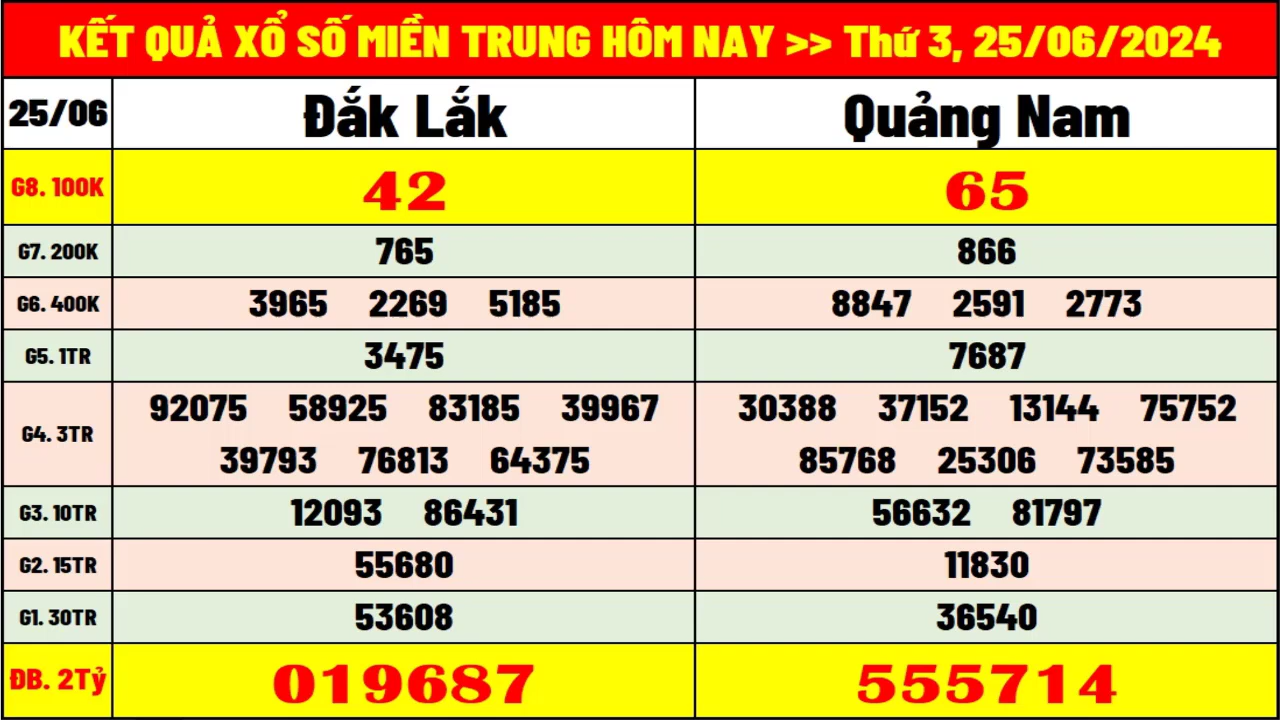 KẾT QUẢ XỔ SỐ MIỀN TRUNG HÔM NAY >> Thứ 3, 25/06/2024
25/06 Đắk Lắk Quảng Nam
G8. 100K 42 65
G7. 200K 765 866
G6. 400K 3965 2269 5185 8847 2591 2773
G5. 1TR 3475 7687
G4. 3TR 92075 58925 83185 39967 30388 37152 13144 75752
39793 76813 64375 85768 25306 73585
G3. 10TR 12093 86431 56632 81797
G2. 15TR 55680 11830
G1. 30TR 53608 36540
ĐB. 2Tỷ 019687 555714